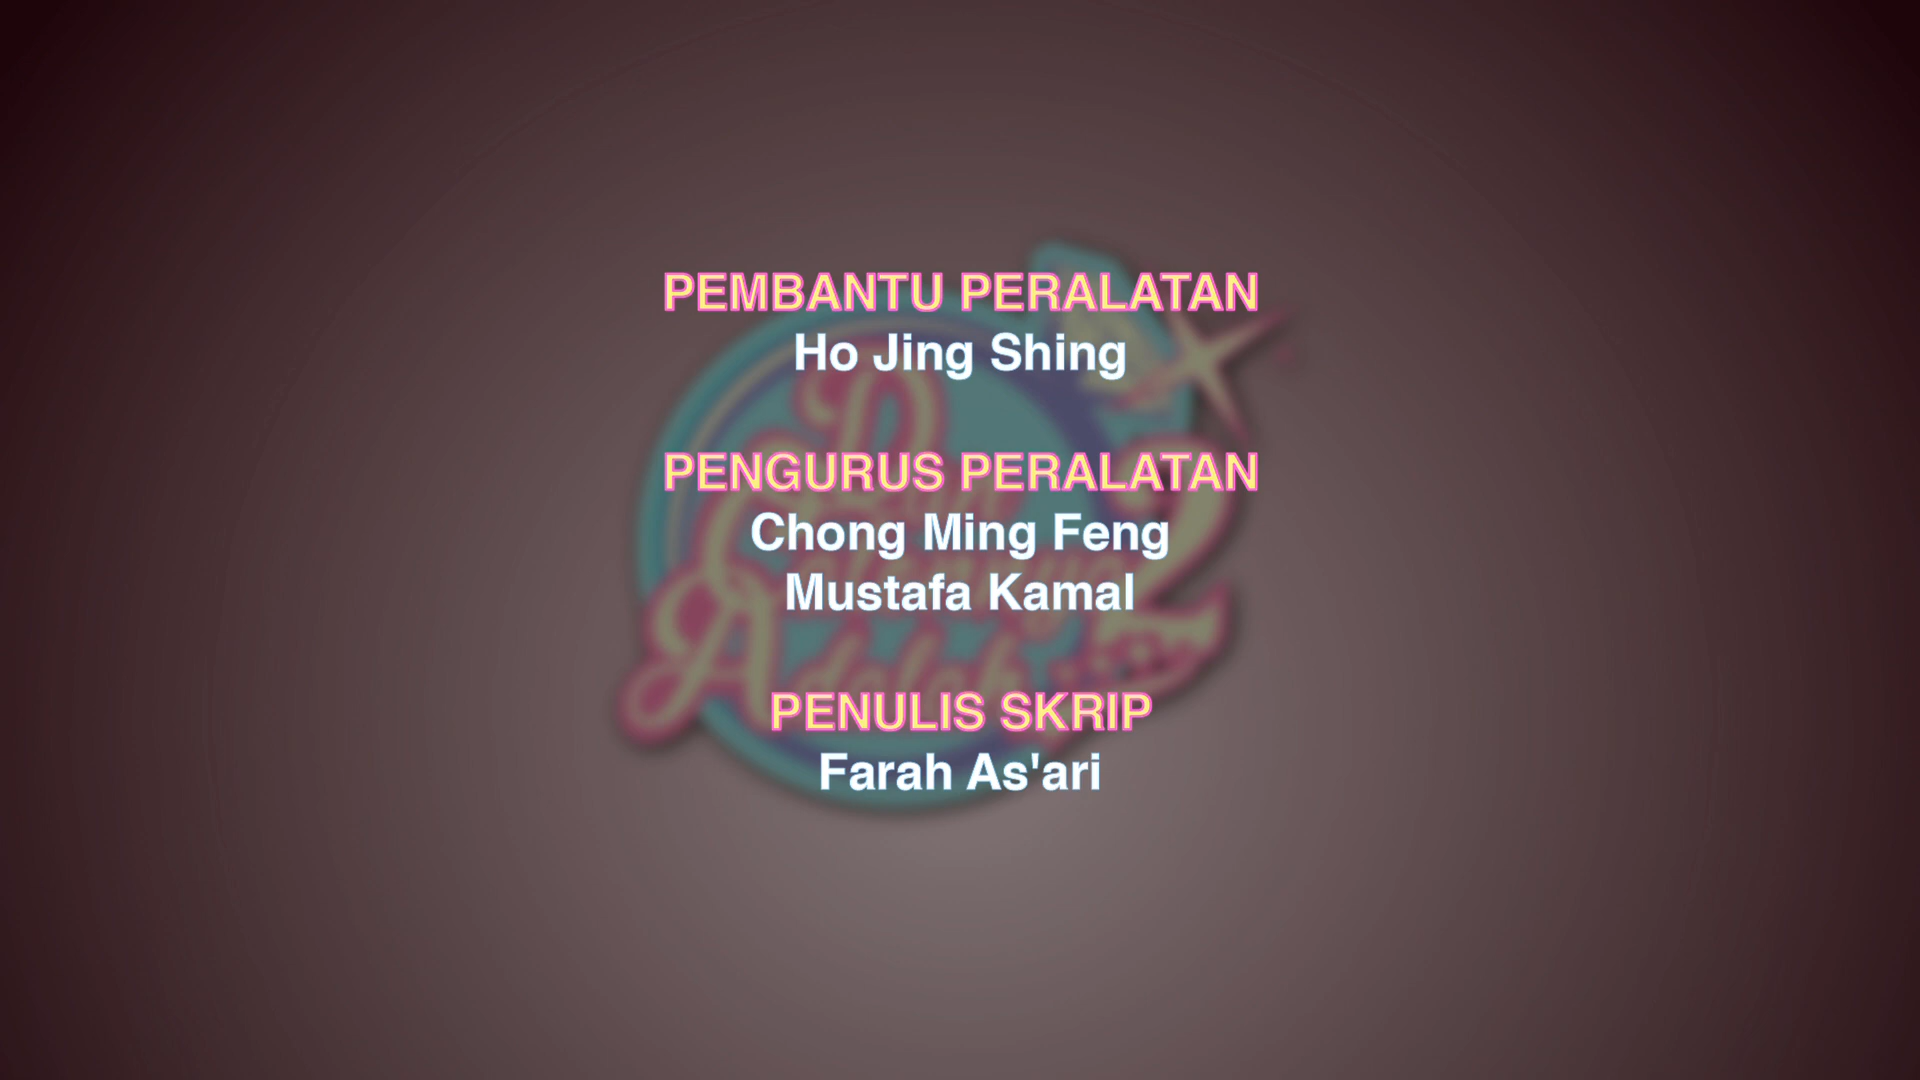 PEMBANTU PERALATAN
Ho Jing Shing
PENGURUS PERALATAN
Chong Ming Feng
Mustafa Kamal
PENULIS SKRIP
Farah As'ari